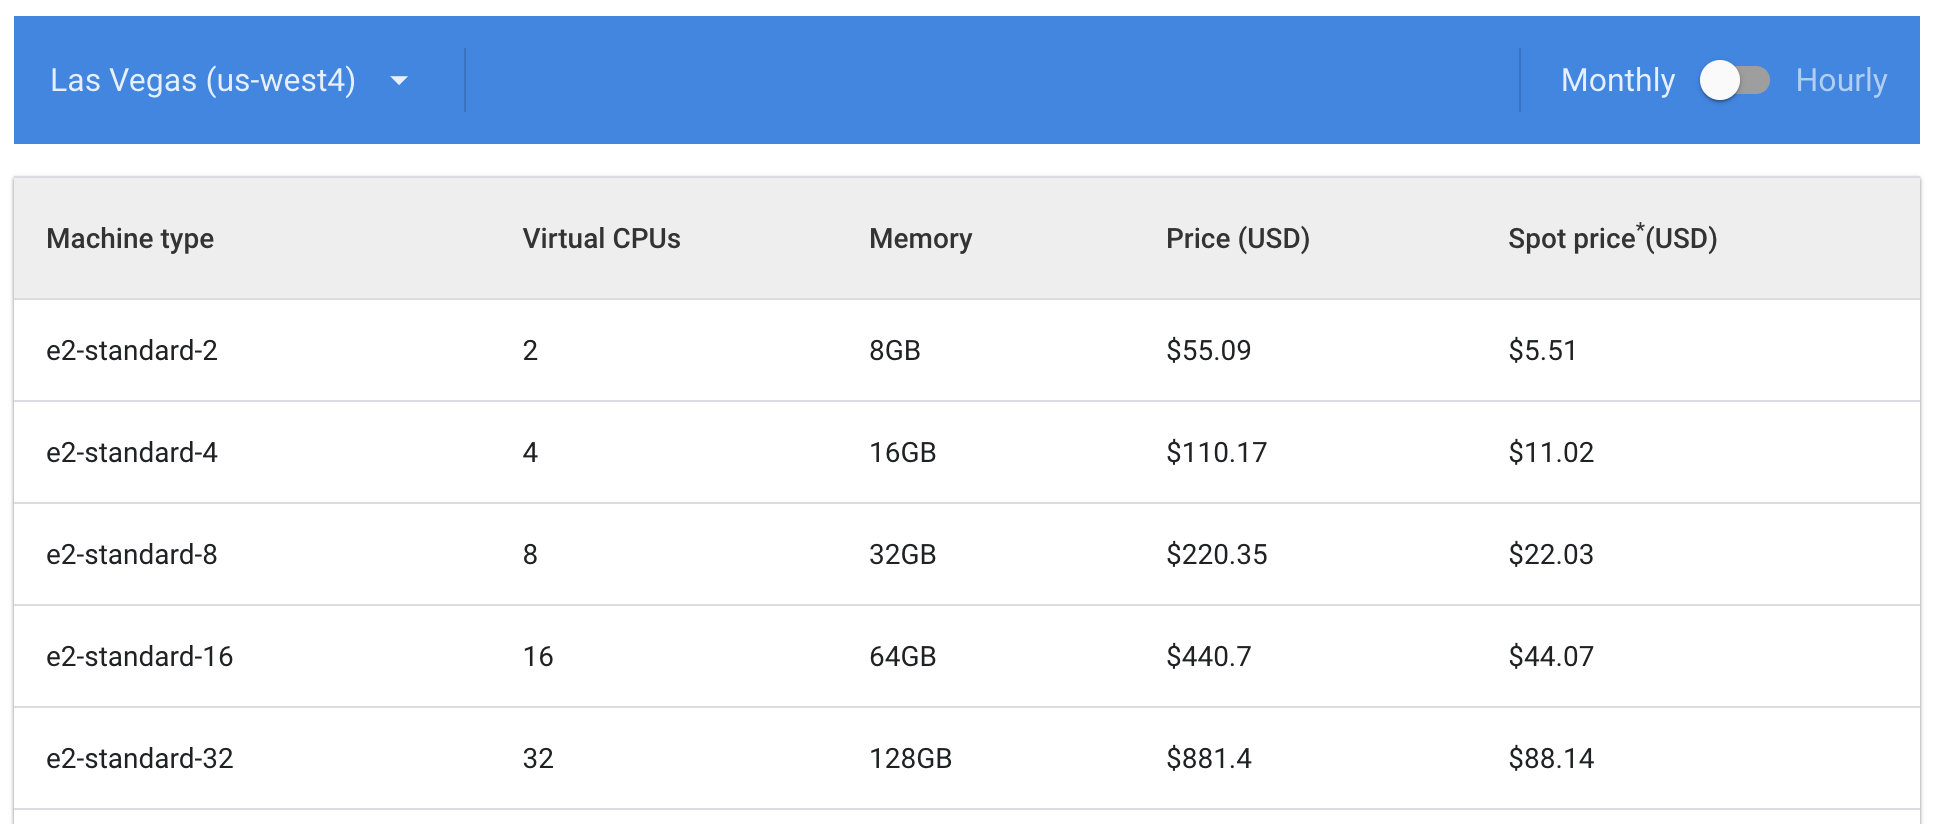 Las Vegas (us-west4) Monthly Hourly
Machine type Virtual CPUs Memory Price (USD) Spot price*(USD)
e2-standard-2 2 8GB $55.09 $5.51
e2-standard-4 4 16GB $110.17 $11.02
e2-standard-8 8 32GB $220.35 $22.03
e2-standard-16 16 64GB $440.7 $44.07
e2-standard-32 32 128GB $881.4 $88.14